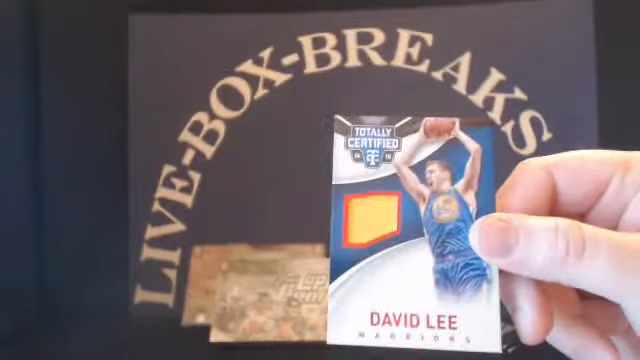 LIVE-BOX-BREAKS
TOTALLY
CERTIFIED
DAVID LEE
WARRIORS